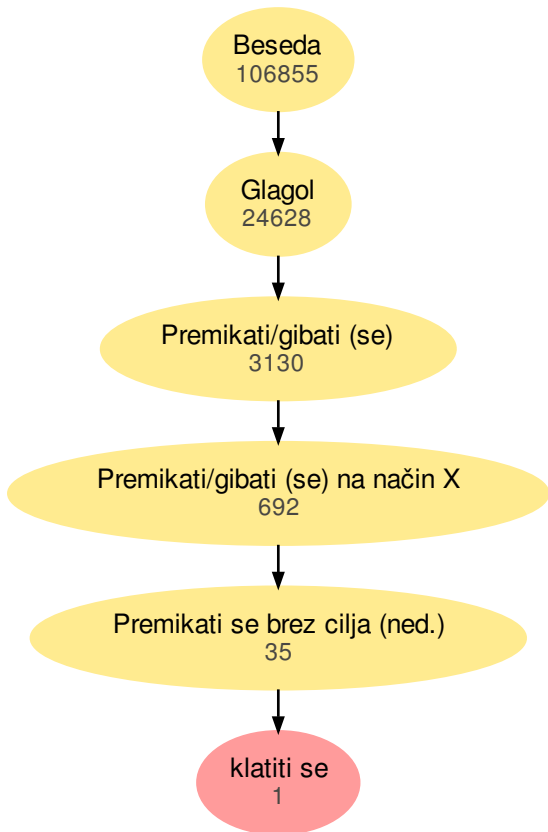 Beseda
106855
Glagol
24628
Premikati/gibati (se)
3130
Premikati/gibati (se) na način X
692
Premikati se brez cilja (ned.)
35
klatiti se
1